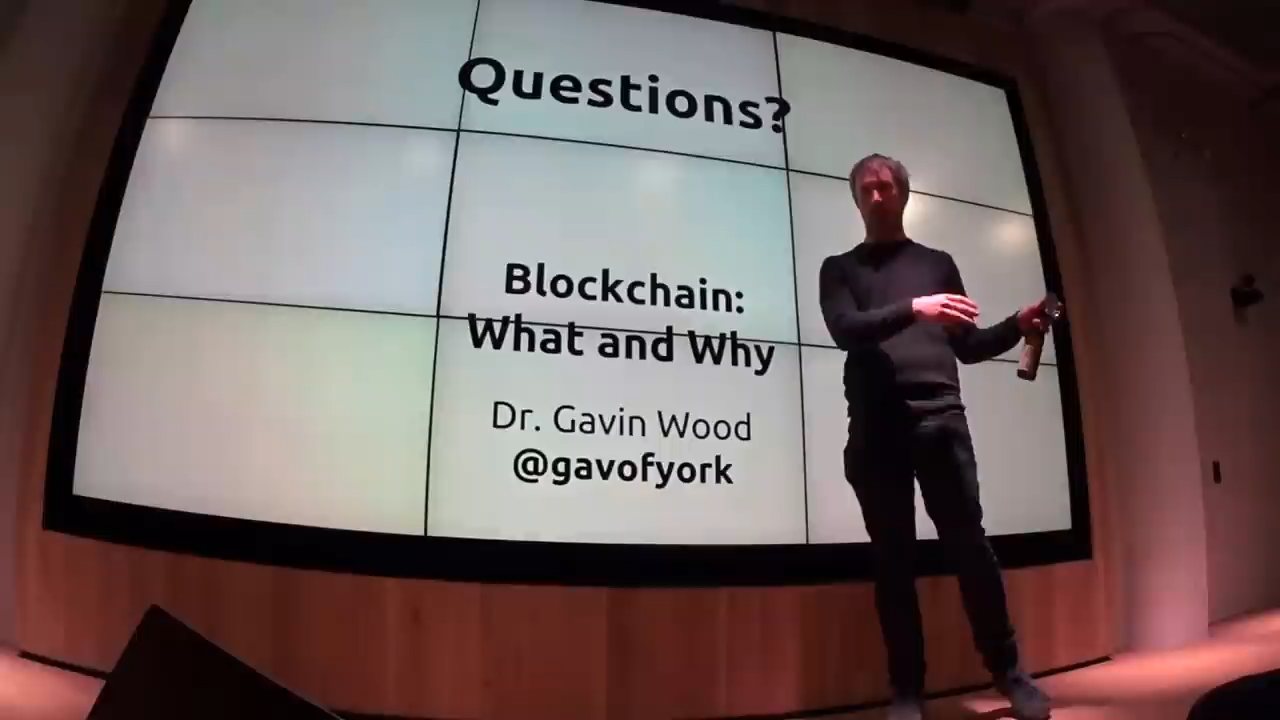 Questions?
Blockchain:
What and Why
Dr. Gavin Wood
@gavofyork